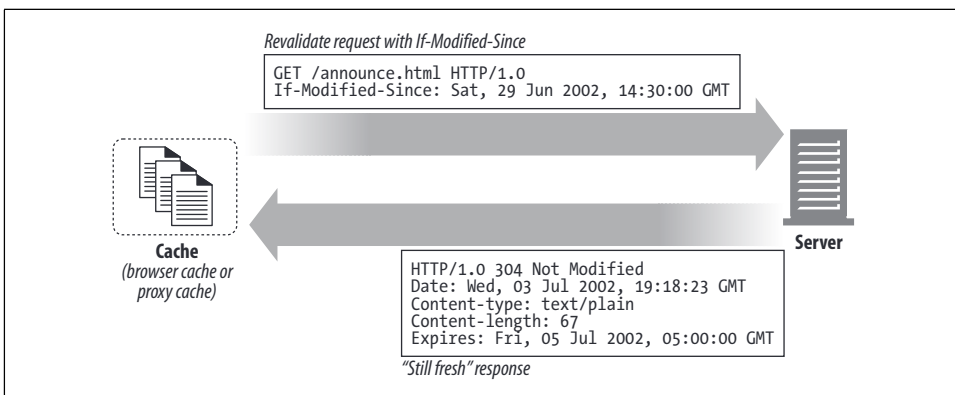 Revalidate request with If-Modified-Since
GET /announce.html HTTP/1.0
If-Modified-Since: Sat, 29 Jun 2002, 14:30:00 GMT
Cache
(browser cache or
proxy cache)
Server
HTTP/1.0 304 Not Modified
Date: Wed, 03 Jul 2002, 19:18:23 GMT
Content-type: text/plain
Content-length: 67
Expires: Fri, 05 Jul 2002, 05:00:00 GMT
“Still fresh” response